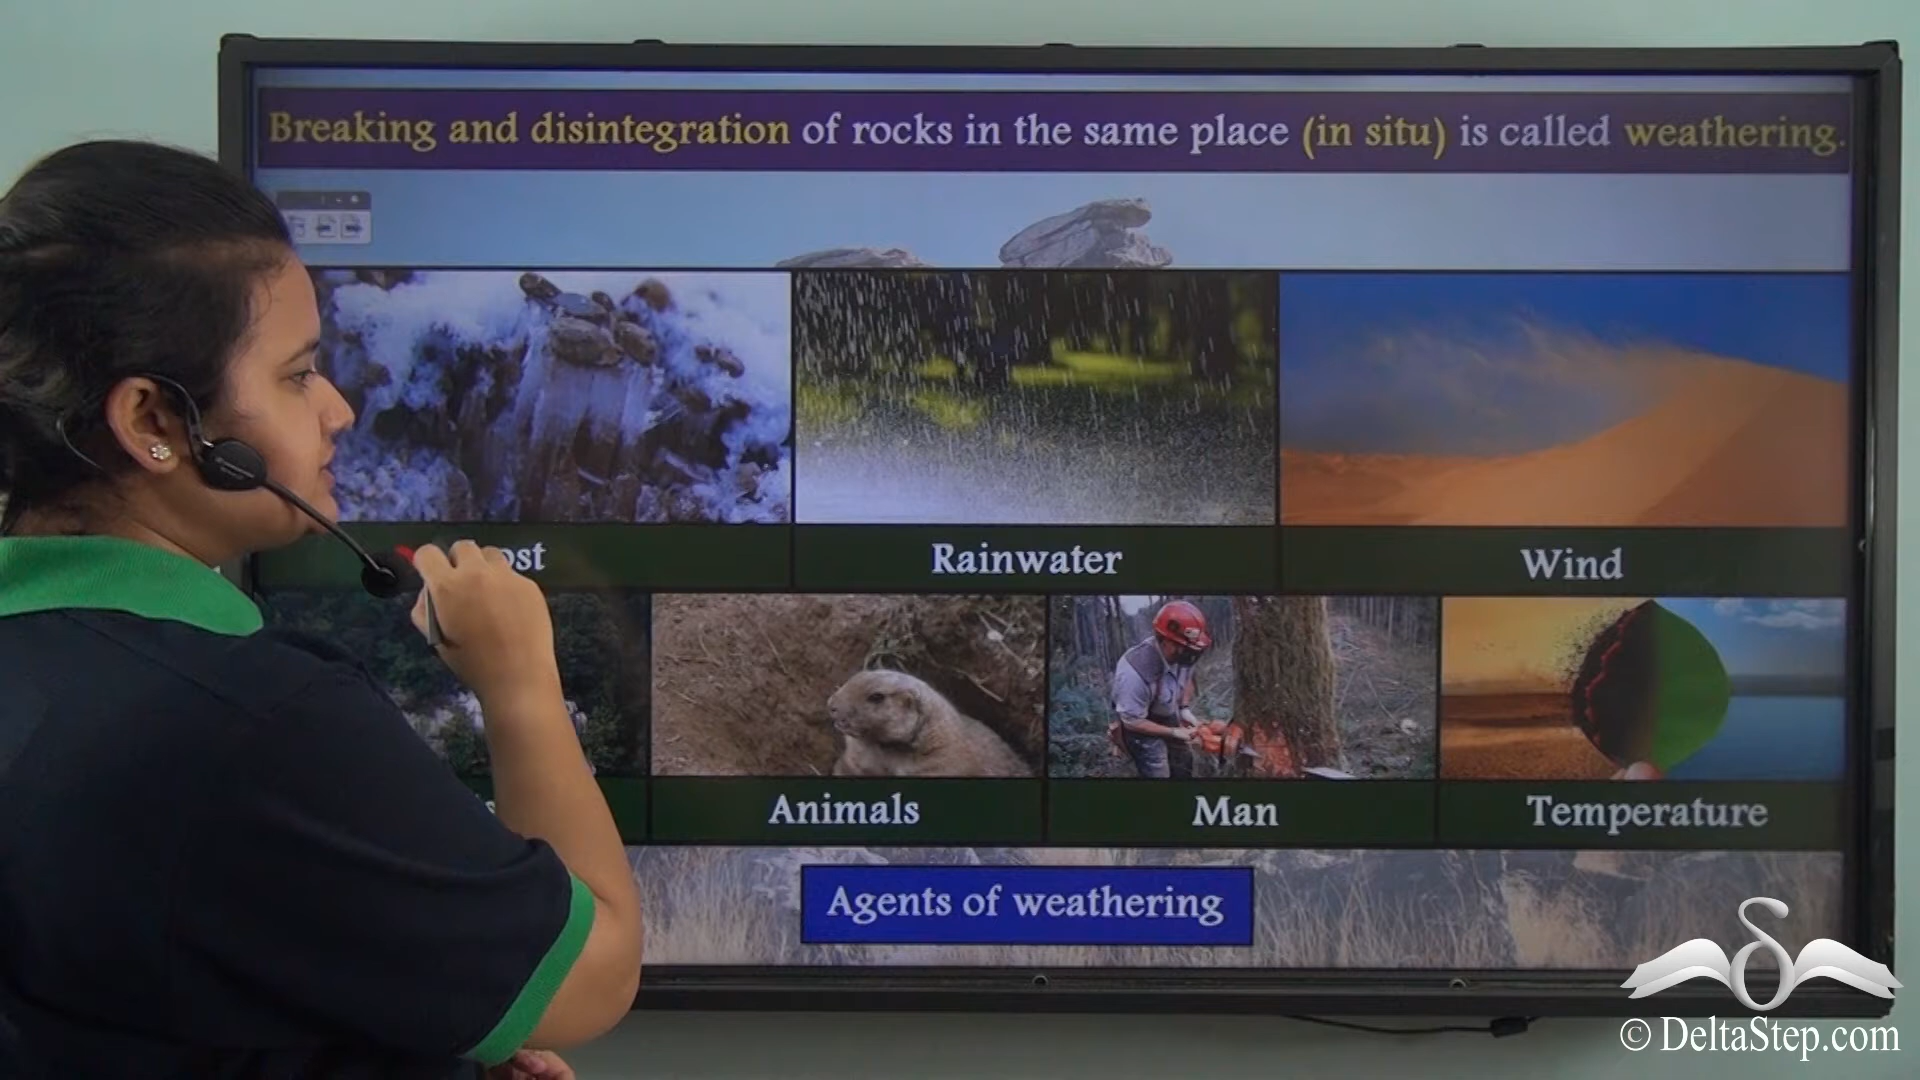 Breaking and disintegration of rocks in the same place (in situ) is called weathering.
Rainwater
Wind
Animals
Man
Temperature
Agents of weathering
© DeltaStep.com